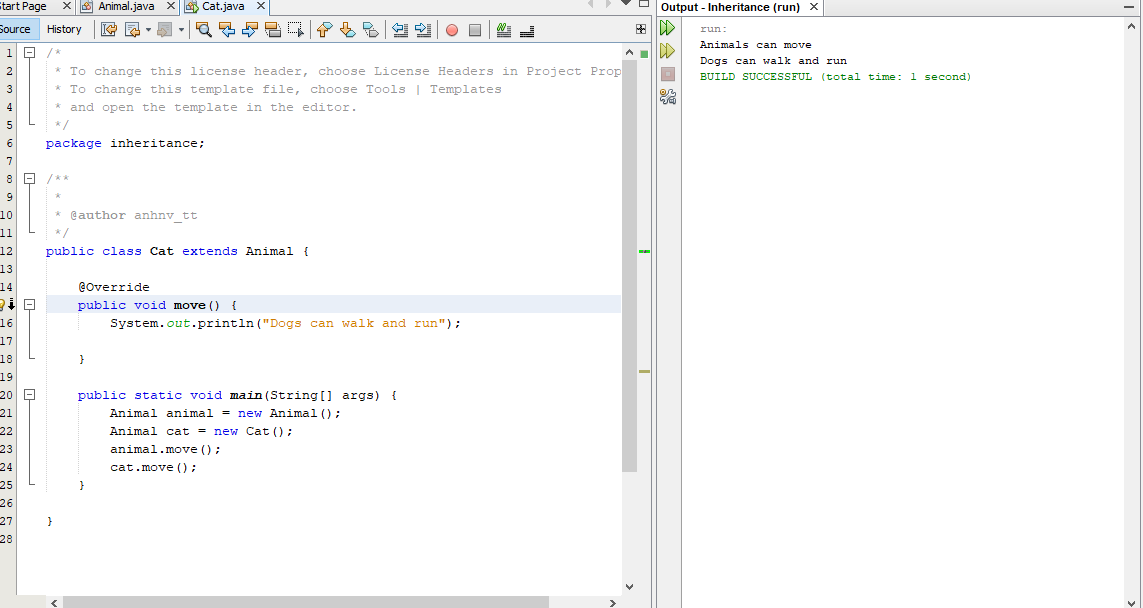 Start Page
Animal.java
Cat.java
Source
History
1 /*
2 * To change this license header, choose License Headers in Project Prop
3 * To change this template file, choose Tools | Templates
4 * and open the template in the editor.
5 */
6 package inheritance;
7
8 /**
9 *
10 * @author anhnv_tt
11 */
12 public class Cat extends Animal {
13
14 @Override
public void move() {
16 System.out.println("Dogs can walk and run");
17
18 }
19
20 public static void main(String[] args) {
21 Animal animal = new Animal();
22 Animal cat = new Cat();
23 animal.move();
24 cat.move();
25 }
26
27 }
28
Output - Inheritance (run)
run:
Animals can move
Dogs can walk and run
BUILD SUCCESSFUL (total time: 1 second)